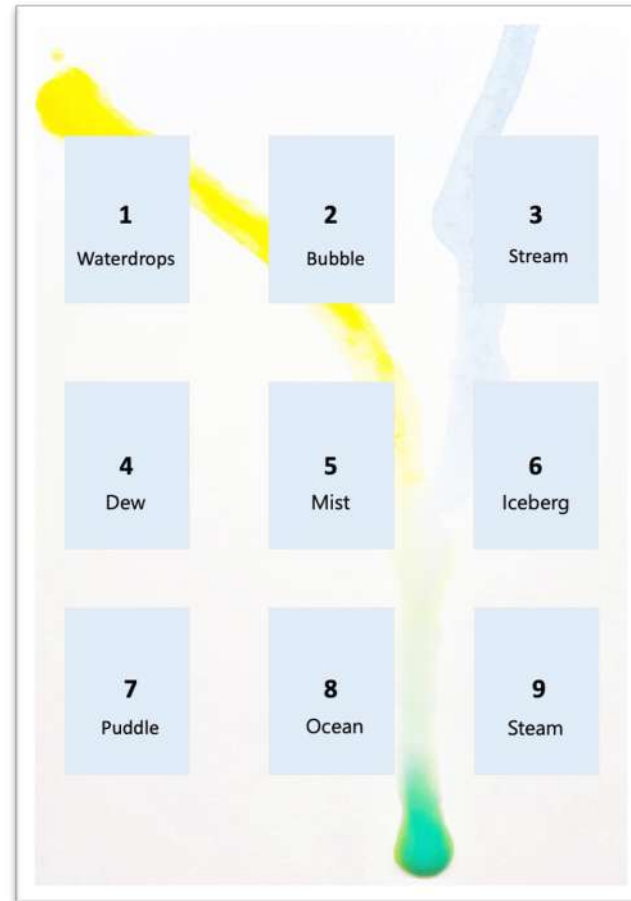 1
Waterdrops
2
Bubble
3
Stream
4
Dew
5
Mist
6
Iceberg
7
Puddle
8
Ocean
9
Steam